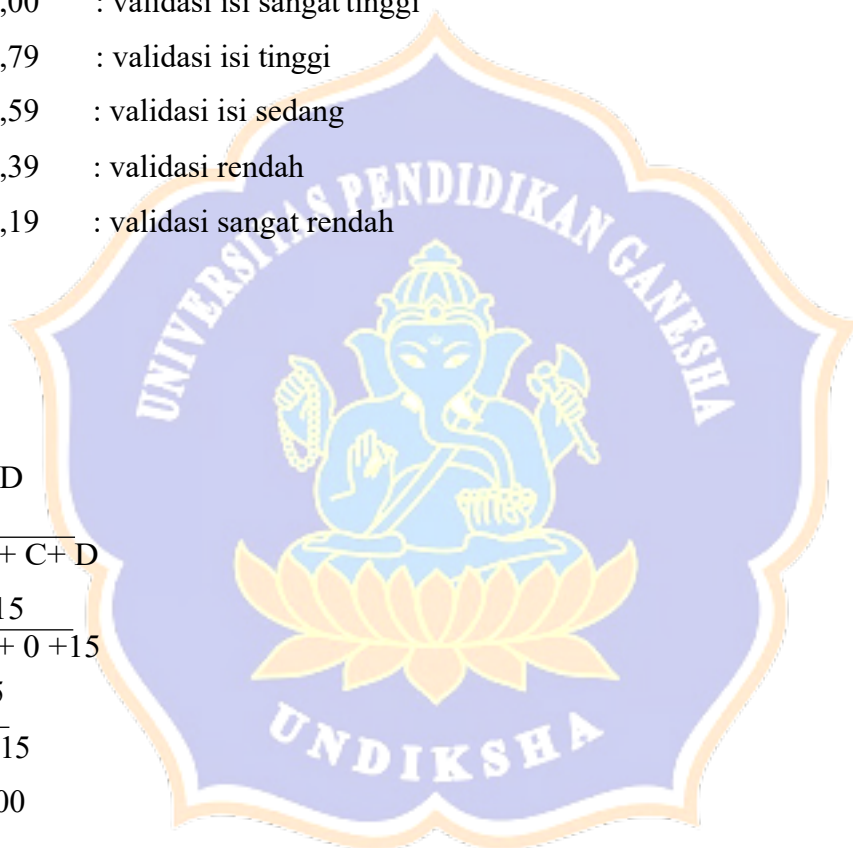 ,00 : validasi isi sangat tinggi
,79 : validasi isi tinggi
,59 : validasi isi sedang
,39 : validasi rendah
,19 : validasi sangat rendah
UNIVERSITAS PENDIDIKAN GANESHA
D
+ C+ D
15
+ 0 +15
5
15
00
UNDIKSHA